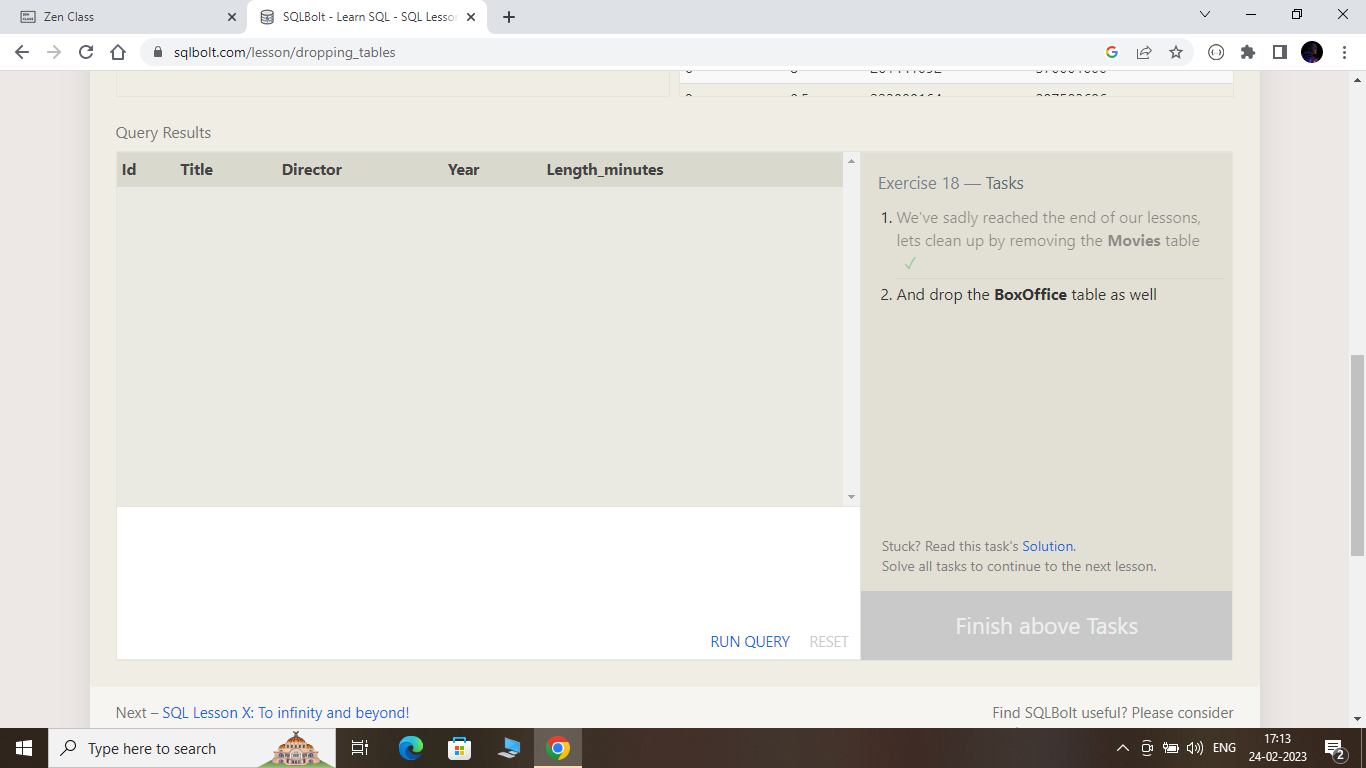 Zen Class
SQLBolt - Learn SQL - SQL Lesson
sqlbolt.com/lesson/dropping_tables
Query Results
Id Title Director Year Length_minutes
Exercise 18 — Tasks
1. We've sadly reached the end of our lessons,
lets clean up by removing the Movies table
✓
2. And drop the BoxOffice table as well
Stuck? Read this task's Solution.
Solve all tasks to continue to the next lesson.
Finish above Tasks
RUN QUERY RESET
Next – SQL Lesson X: To infinity and beyond!
Find SQLBolt useful? Please consider
Type here to search
ENG
17:13
24-02-2023
2